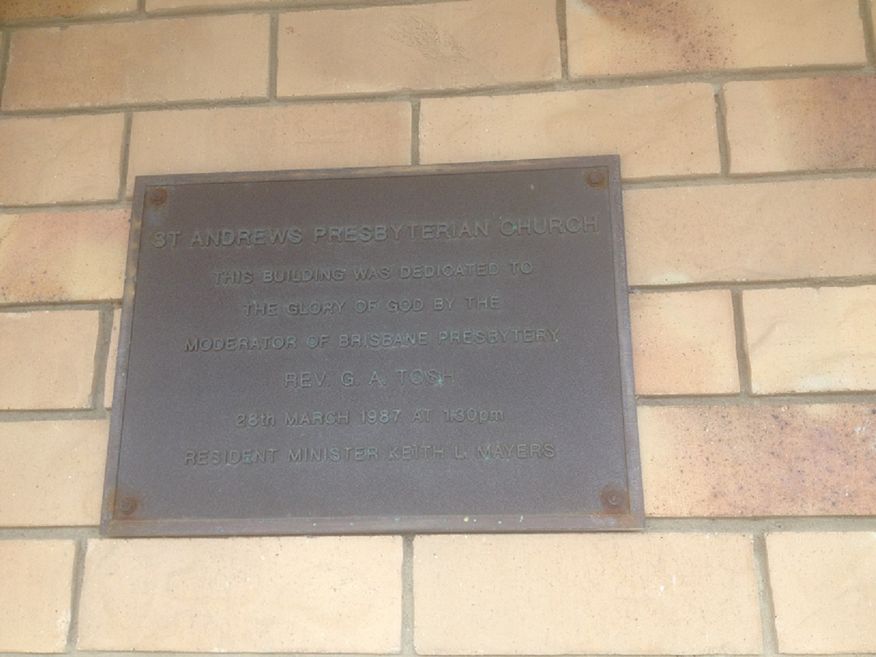 ST ANDREWS PRESBYTERIAN CHURCH
THIS BUILDING WAS DEDICATED TO
THE GLORY OF GOD BY THE
MODERATOR OF BRISBANE PRESBYTERY
REV. G. A. TOSH
28th MARCH 1987 AT 1.30pm
RESIDENT MINISTER KEITH L. MAYERS